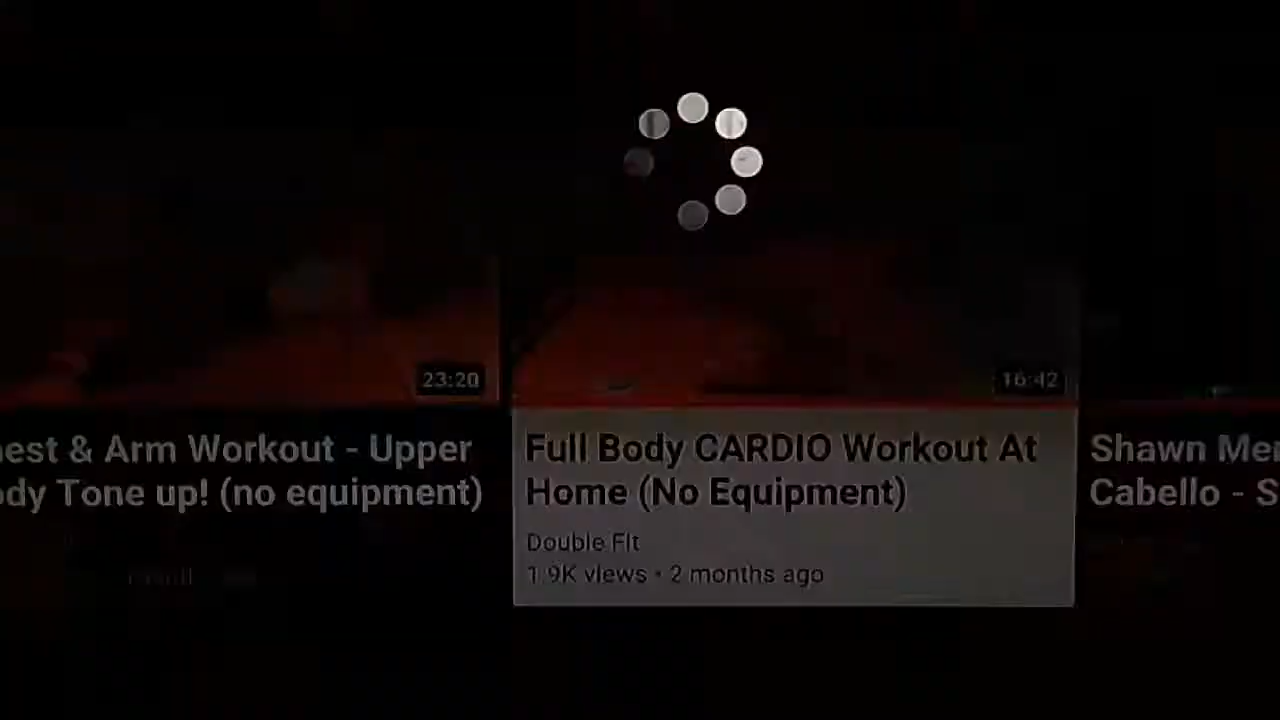 23:20
16:42
est & Arm Workout - Upper
dy Tone up! (no equipment)
Full Body CARDIO Workout At
Home (No Equipment)
Double FIt
1.9K views • 2 months ago
Shawn Me
Cabello - S